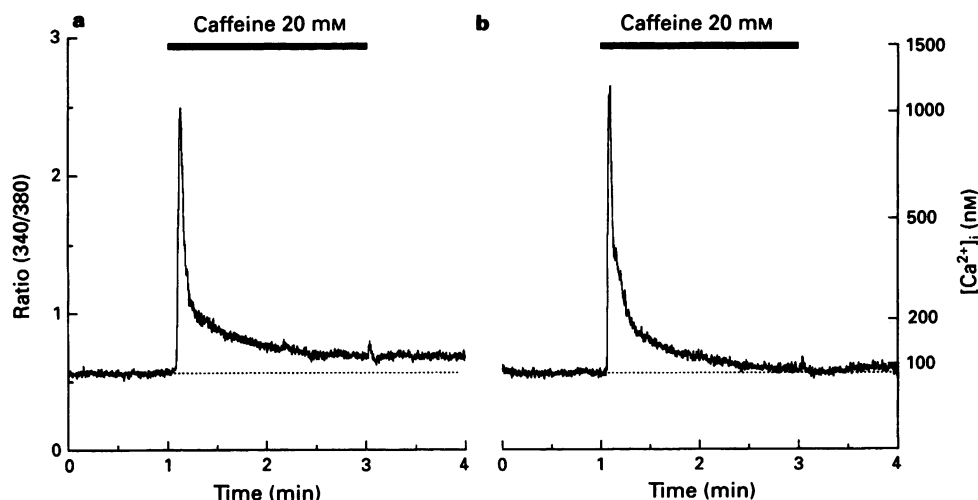 a
Caffeine 20 mM
3
2
1
0
Ratio (340/380)
0 1 2 3 4
Time (min)
b
Caffeine 20 mM
1500
1000
500
200
100
[Ca²⁺]ᵢ (nM)
0 1 2 3 4
Time (min)